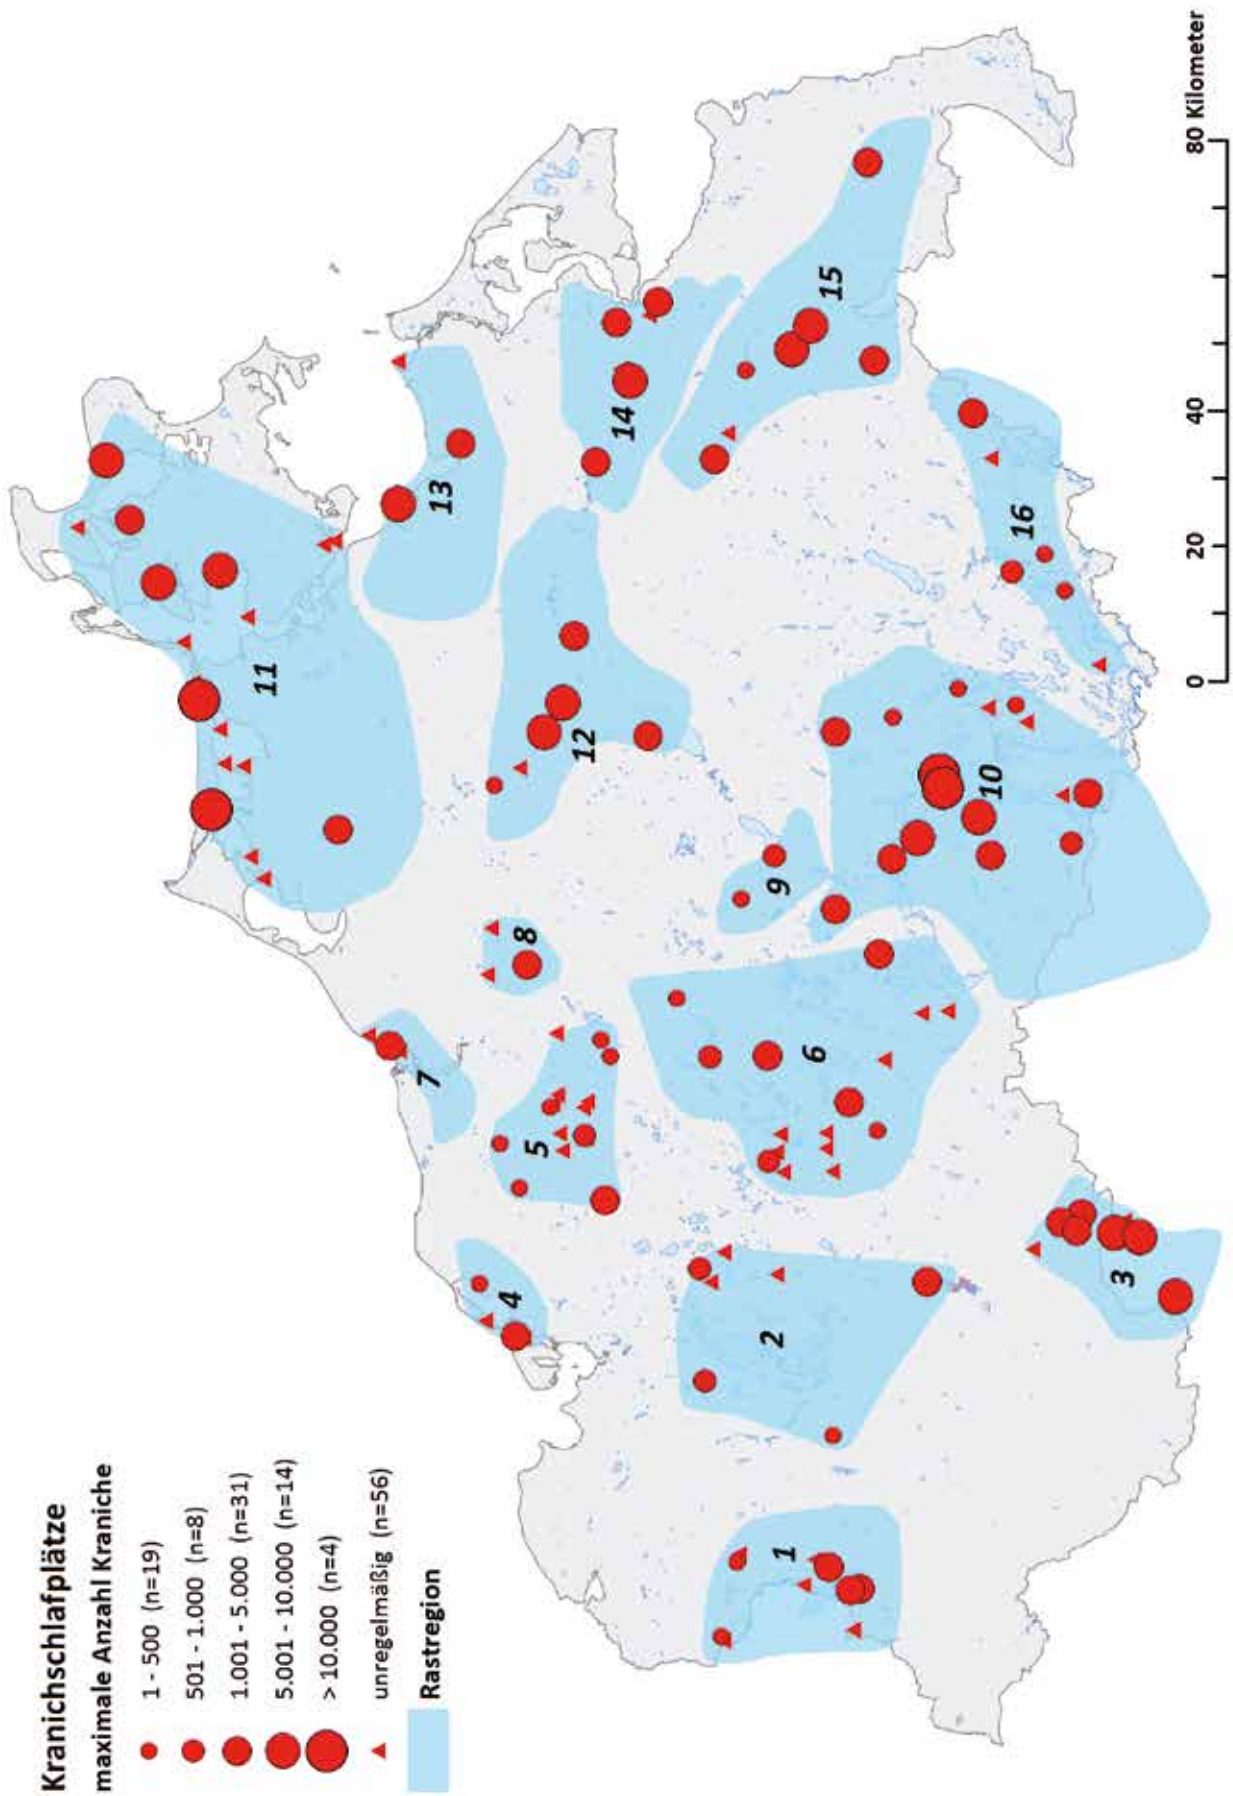 Kranichschlafplätze
maximale Anzahl Kraniche
1 - 500 (n=19)
501 - 1.000 (n=8)
1.001 - 5.000 (n=31)
5.001 - 10.000 (n=14)
> 10.000 (n=4)
unregelmäßig (n=56)
Rastregion
1
2
3
4
5
6
7
8
9
10
11
12
13
14
15
16
0 20 40 80 Kilometer